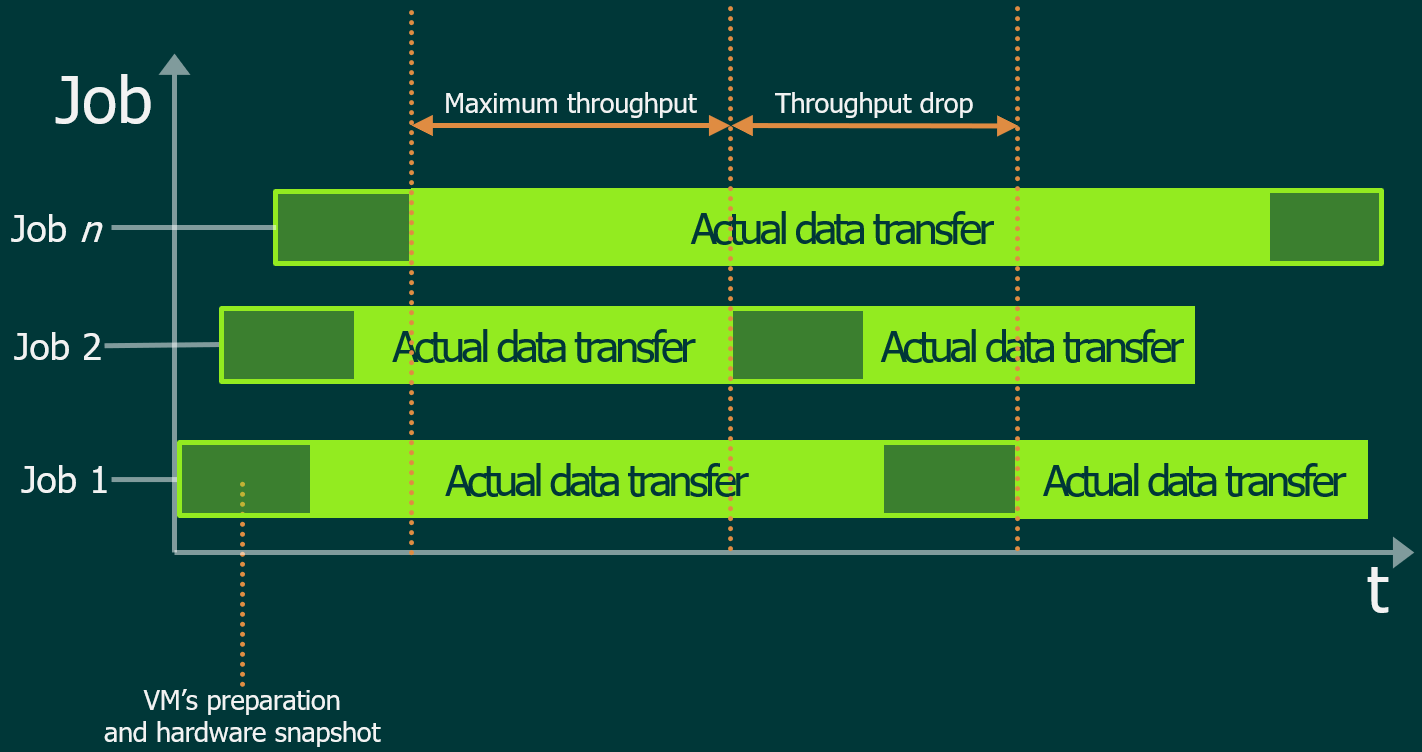 Job
Maximum throughput
Throughput drop
Job n
Actual data transfer
Job 2
Actual data transfer
Actual data transfer
Job 1
Actual data transfer
Actual data transfer
t
VM’s preparation
and hardware snapshot